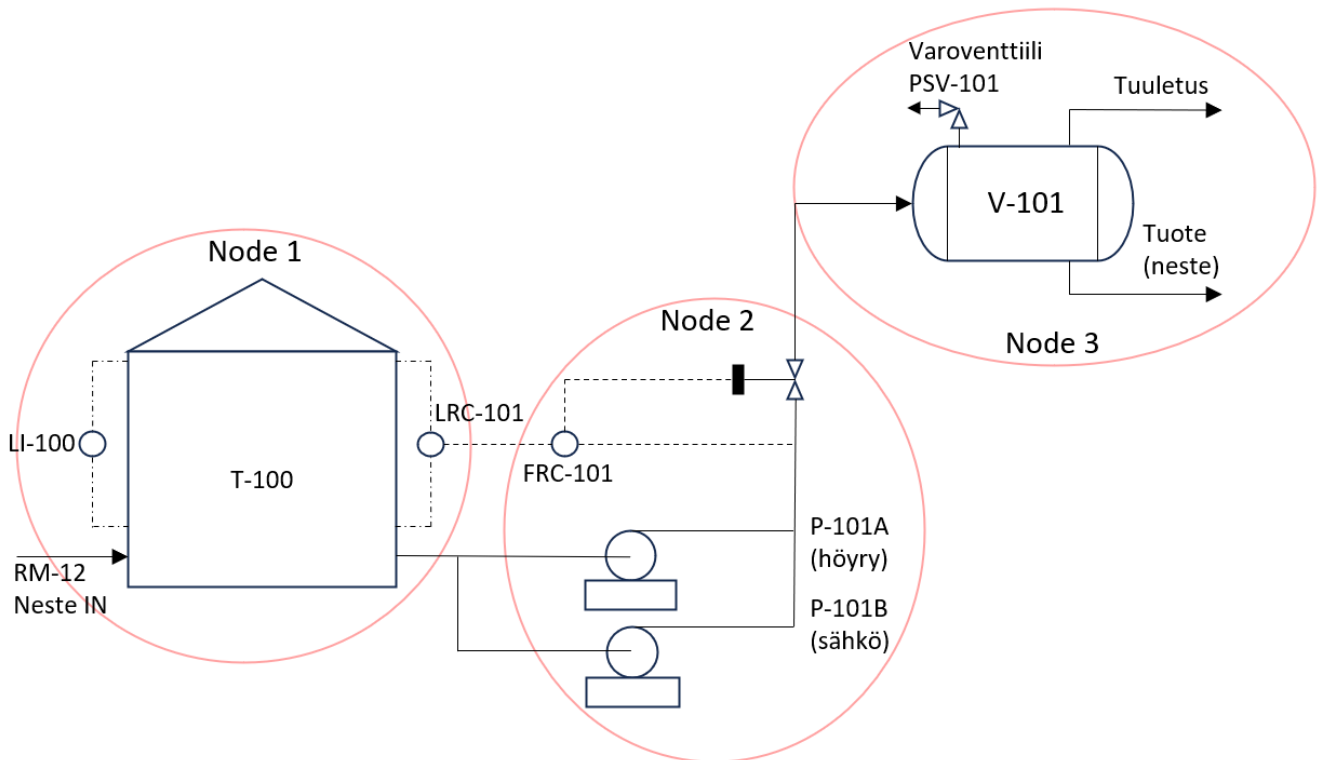 Varoventtiili
PSV-101
Tuuletus
V-101
Tuote
(neste)
Node 3
Node 1
Node 2
LI-100
LRC-101
T-100
FRC-101
RM-12
Neste IN
P-101A
(höyry)
P-101B
(sähkö)